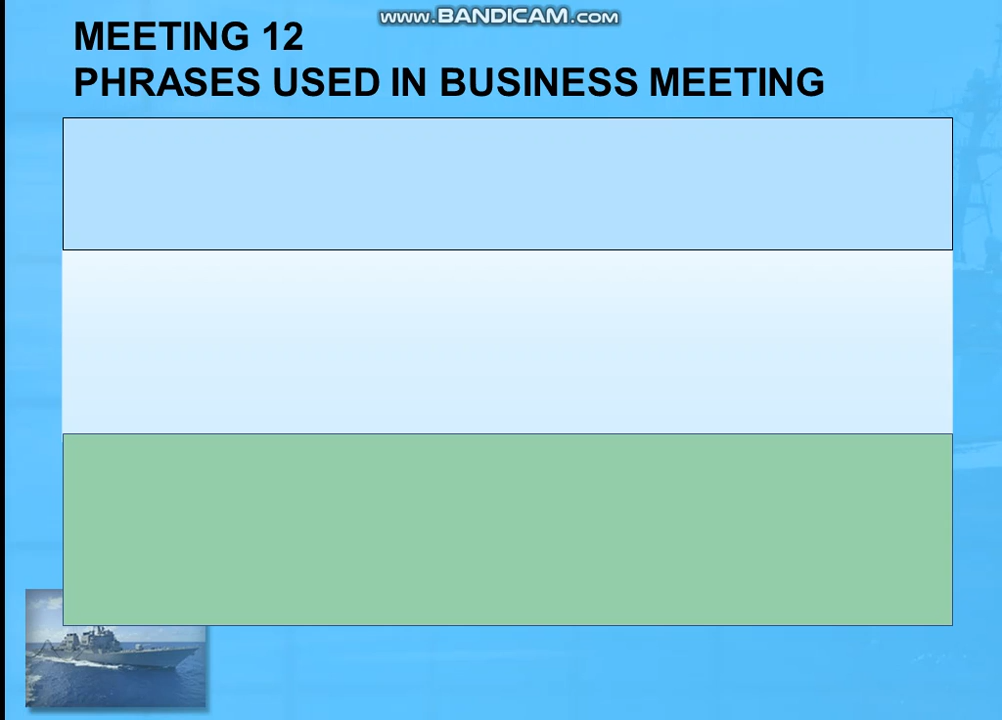 www.BANDICAM.com
MEETING 12
PHRASES USED IN BUSINESS MEETING